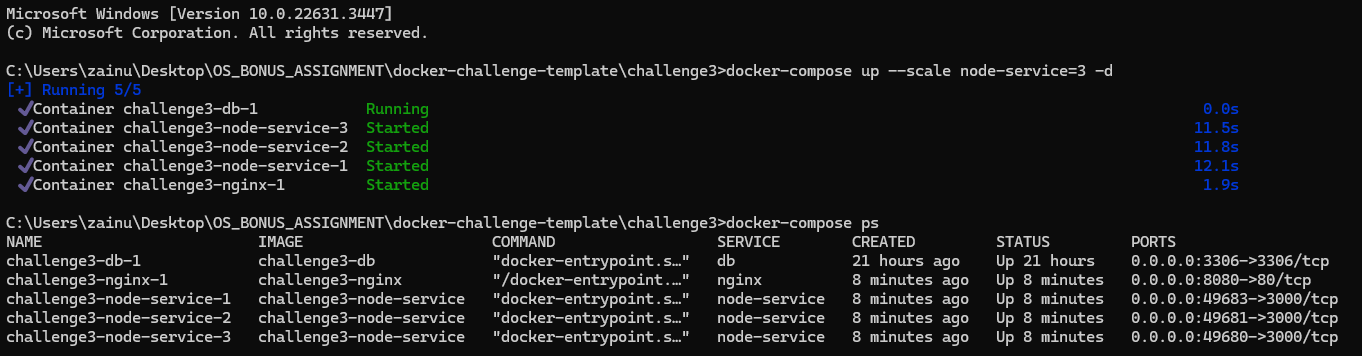 Microsoft Windows [Version 10.0.22631.3447]
(c) Microsoft Corporation. All rights reserved.
C:\Users\zainu\Desktop\OS_BONUS_ASSIGNMENT\docker-challenge-template\challenge3>docker-compose up --scale node-service=3 -d
[+] Running 5/5
✔Container challenge3-db-1 Running 0.0s
✔Container challenge3-node-service-3 Started 11.5s
✔Container challenge3-node-service-2 Started 11.8s
✔Container challenge3-node-service-1 Started 12.1s
✔Container challenge3-nginx-1 Started 1.9s
C:\Users\zainu\Desktop\OS_BONUS_ASSIGNMENT\docker-challenge-template\challenge3>docker-compose ps
NAME IMAGE COMMAND SERVICE CREATED STATUS PORTS
challenge3-db-1 challenge3-db "docker-entrypoint.s…" db 21 hours ago Up 21 hours 0.0.0.0:3306->3306/tcp
challenge3-nginx-1 challenge3-nginx "/docker-entrypoint.…" nginx 8 minutes ago Up 8 minutes 0.0.0.0:8080->80/tcp
challenge3-node-service-1 challenge3-node-service "docker-entrypoint.s…" node-service 8 minutes ago Up 8 minutes 0.0.0.0:49683->3000/tcp
challenge3-node-service-2 challenge3-node-service "docker-entrypoint.s…" node-service 8 minutes ago Up 8 minutes 0.0.0.0:49681->3000/tcp
challenge3-node-service-3 challenge3-node-service "docker-entrypoint.s…" node-service 8 minutes ago Up 8 minutes 0.0.0.0:49680->3000/tcp